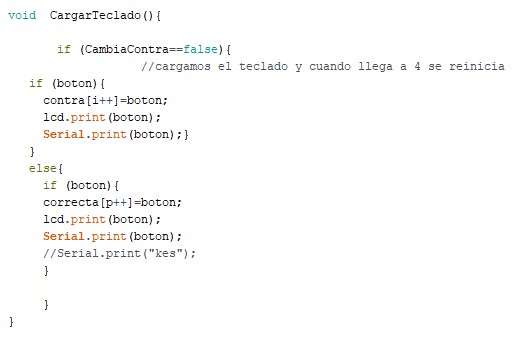 void  CargarTeclado(){
if (CambiaContra==false){
//cargamos el teclado y cuando llega a 4 se reinicia
if (boton){
contra[i++]=boton;
lcd.print(boton);
Serial.print(boton);}
}
else{
if (boton){
correcta[p++]=boton;
lcd.print(boton);
Serial.print(boton);
//Serial.print("kes");
}
}
}